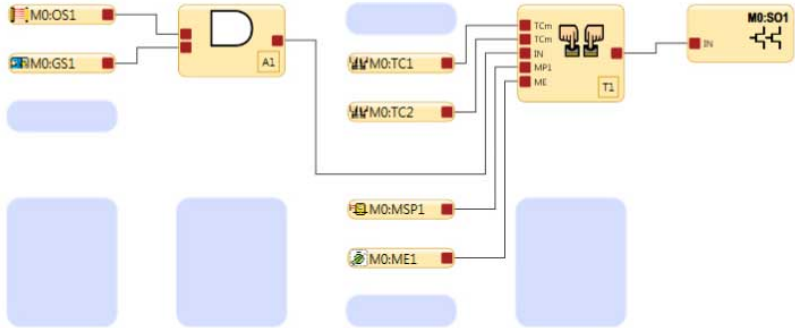 M0:OS1
M0:GS1
A1
M0:TC1
M0:TC2
M0:MSP1
M0:ME1
TCm
TCm
IN
MP1
ME
T1
M0:SO1
IN